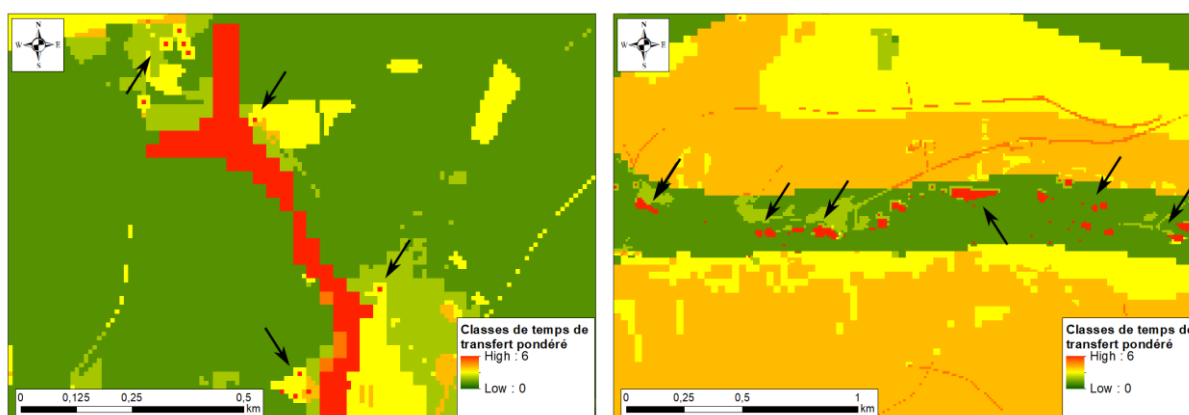 N
W E
S
Classes de temps de
transfert pondéré
High : 6
Low : 0
0 0,125 0,25 0,5
km
N
W E
S
Classes de temps de
transfert pondéré
High : 6
Low : 0
0 0,25 0,5 1
km